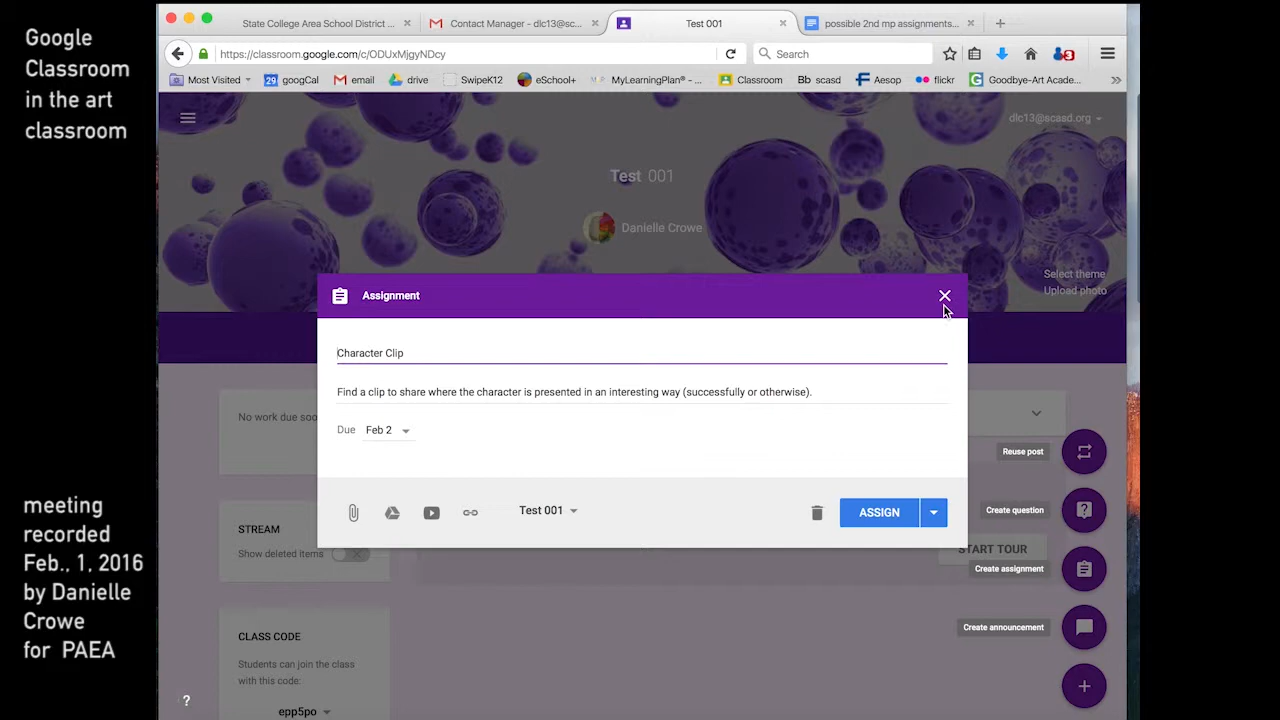 Google
Classroom
in the art
classroom
meeting
recorded
Feb., 1, 2016
by Danielle
Crowe
for PAEA
State College Area School District ...
Contact Manager - dlc13@sc...
Test 001
possible 2nd mp assignments...
https://classroom.google.com/c/ODUxMjgyNDcy
Search
3
Most Visited
29 googCal
email
drive
SwipeK12
eSchool+
MyLearningPlan® - ...
Classroom
Bb scasd
Aesop
flickr
Goodbye-Art Acade...
dlc13@scasd.org
Test 001
Danielle Crowe
Select theme
Upload photo
Assignment
Character Clip
Find a clip to share where the character is presented in an interesting way (successfully or otherwise).
Due Feb 2
Test 001
ASSIGN
No work due soo
STREAM
Show deleted items
CLASS CODE
Students can join the class
with this code:
epp5po
Reuse post
Create question
START TOUR
Create assignment
Create announcement
?